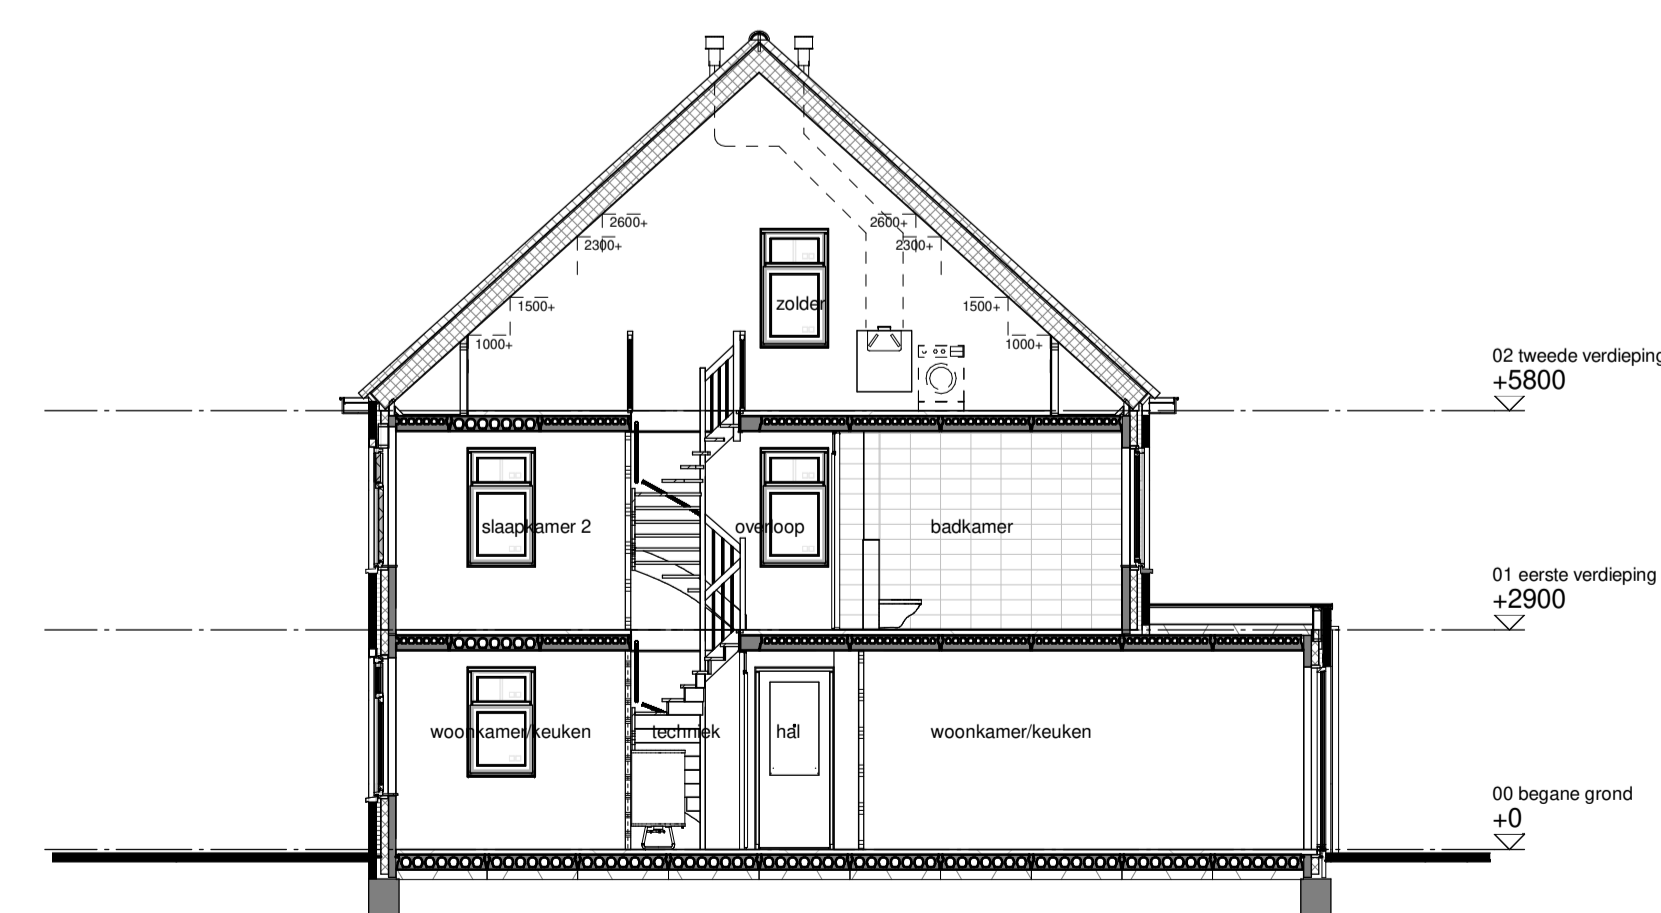 2600+ 2600+
2300+ 2300+
zolder
1500+ 1500+
1000+ 1000+
02 tweede verdieping
+5800
slaapkamer 2 overloop badkamer
01 eerste verdieping
+2900
woonkamer/keuken techniek hal woonkamer/keuken
00 begane grond
+0